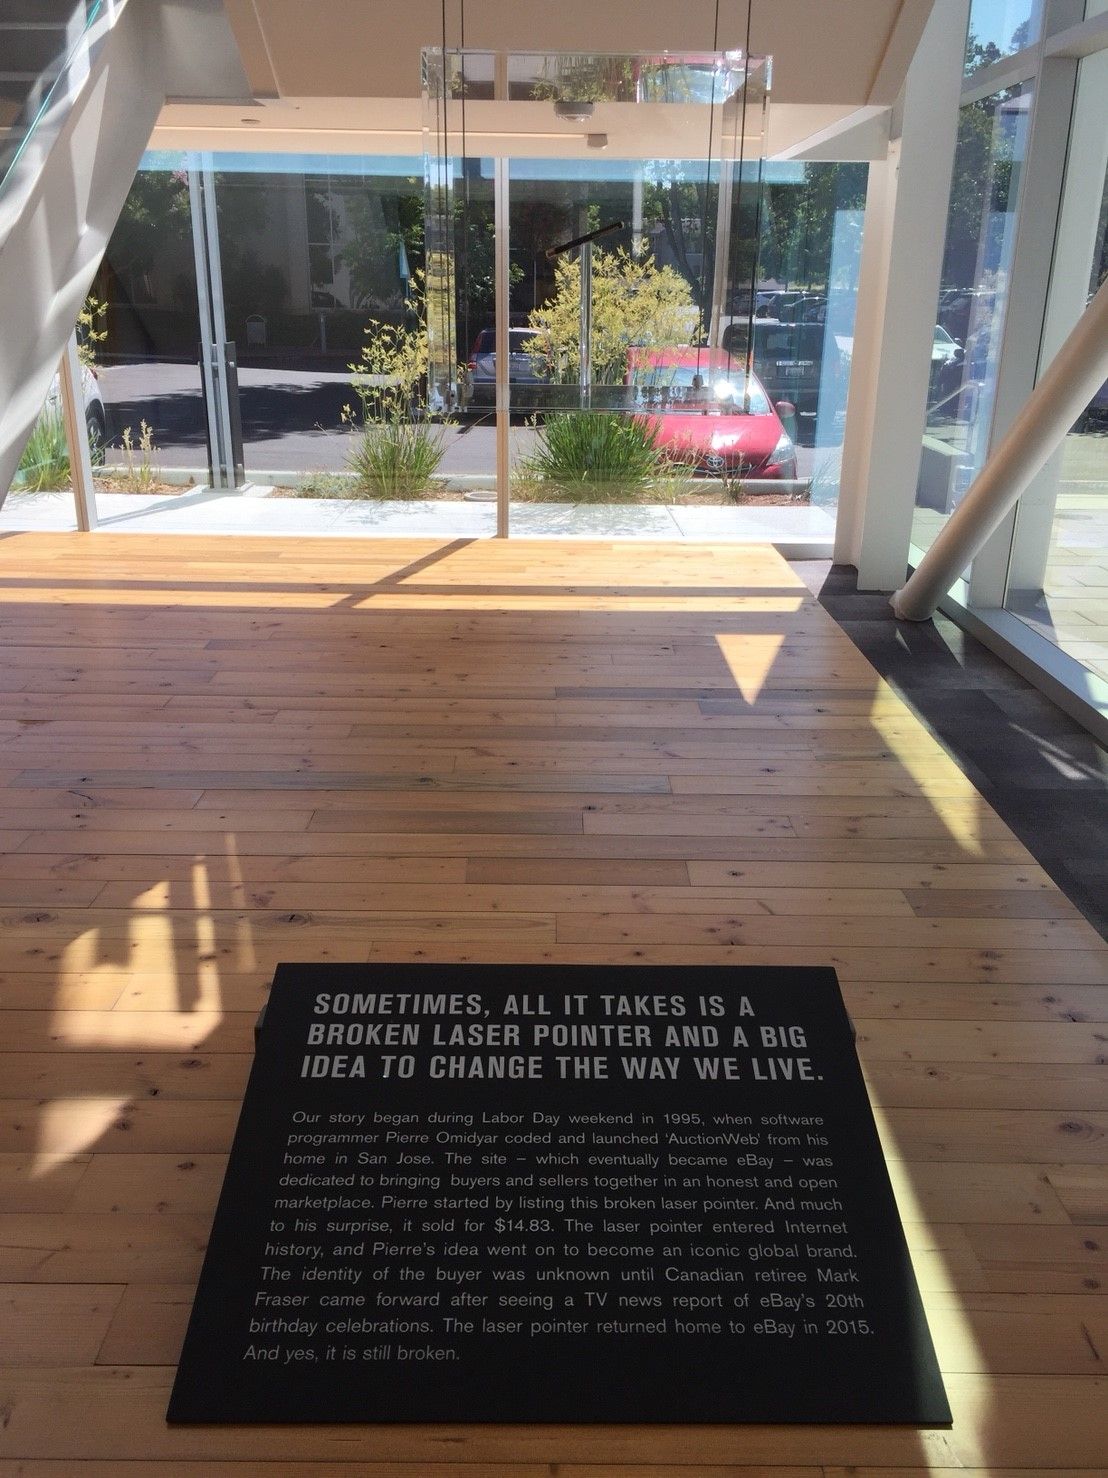 SOMETIMES, ALL IT TAKES IS A
BROKEN LASER POINTER AND A BIG
IDEA TO CHANGE THE WAY WE LIVE.
Our story began during Labor Day weekend in 1995, when software
programmer Pierre Omidyar coded and launched 'AuctionWeb' from his
home in San Jose. The site – which eventually became eBay – was
dedicated to bringing buyers and sellers together in an honest and open
marketplace. Pierre started by listing this broken laser pointer. And much
to his surprise, it sold for $14.83. The laser pointer entered Internet
history, and Pierre's idea went on to become an iconic global brand.
The identity of the buyer was unknown until Canadian retiree Mark
Fraser came forward after seeing a TV news report of eBay's 20th
birthday celebrations. The laser pointer returned home to eBay in 2015.
And yes, it is still broken.